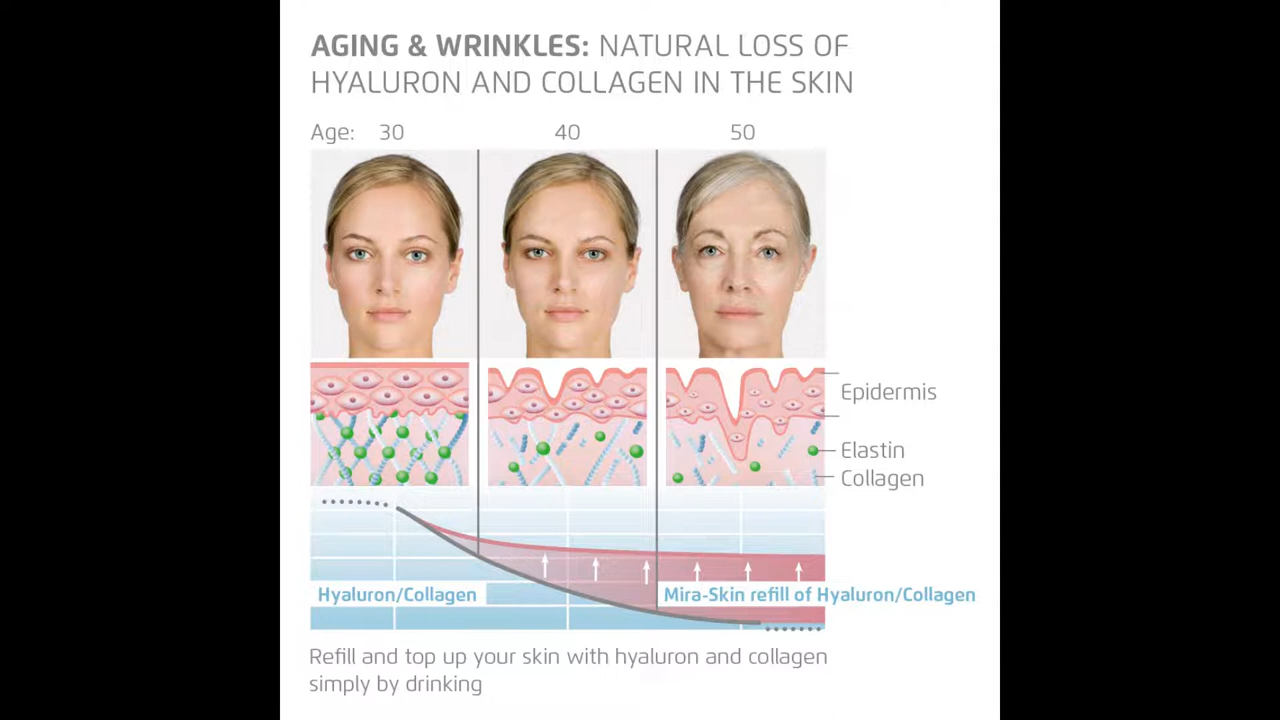 AGING & WRINKLES: NATURAL LOSS OF
HYALURON AND COLLAGEN IN THE SKIN
Age: 30 40 50
Epidermis
Elastin
Collagen
Hyaluron/Collagen
Mira-Skin refill of Hyaluron/Collagen
Refill and top up your skin with hyaluron and collagen
simply by drinking